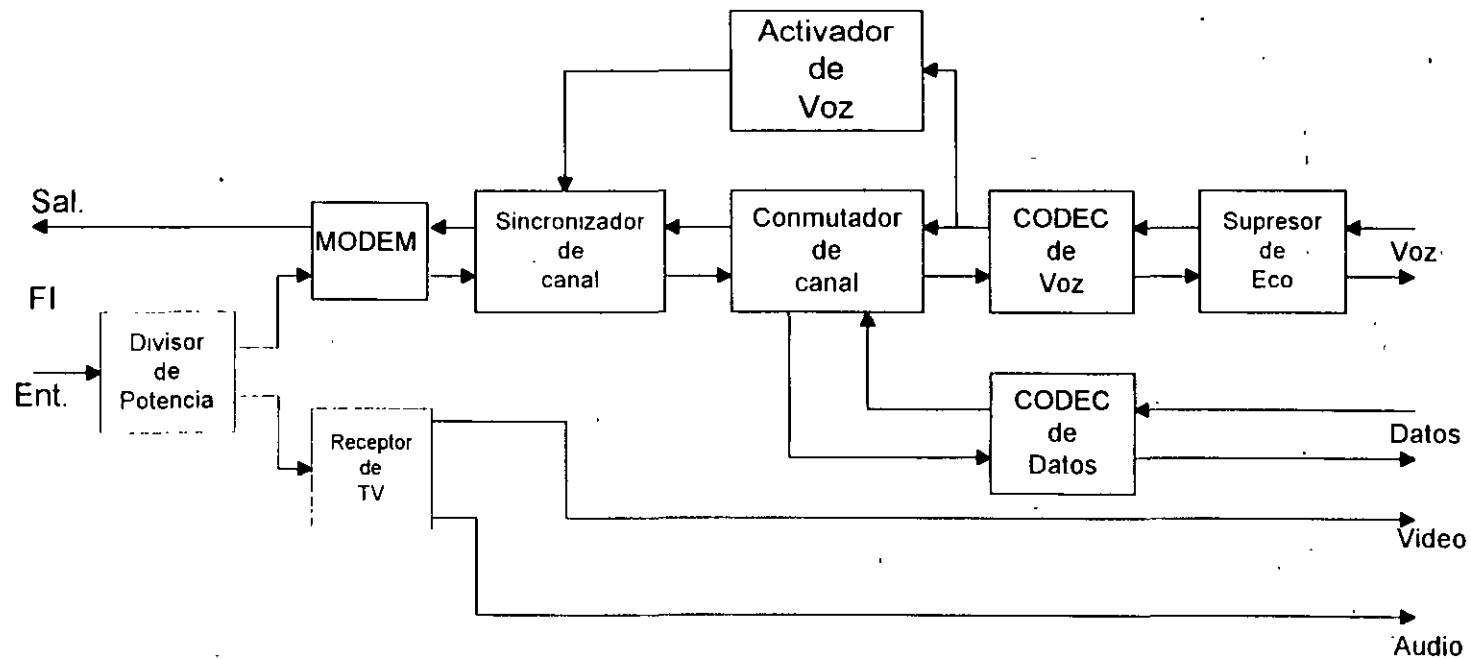 Activador
de
Voz
Sal.
MODEM
Sincronizador
de
canal
Conmutador
de
canal
CODEC
de
Voz
Supresor
de
Eco
Voz
FI
Divisor
de
Potencia
Ent.
Receptor
de
TV
CODEC
de
Datos
Datos
Video
Audio